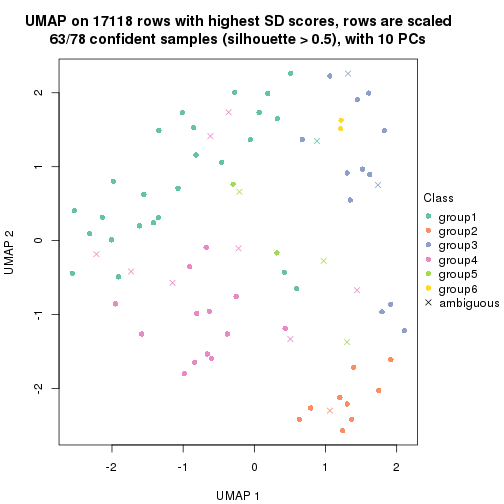 UMAP on 17118 rows with highest SD scores, rows are scaled
63/78 confident samples (silhouette > 0.5), with 10 PCs
2
1
0
-1
-2
UMAP 2
-2
-1
0
1
2
UMAP 1
Class
group1
group2
group3
group4
group5
group6
ambiguous